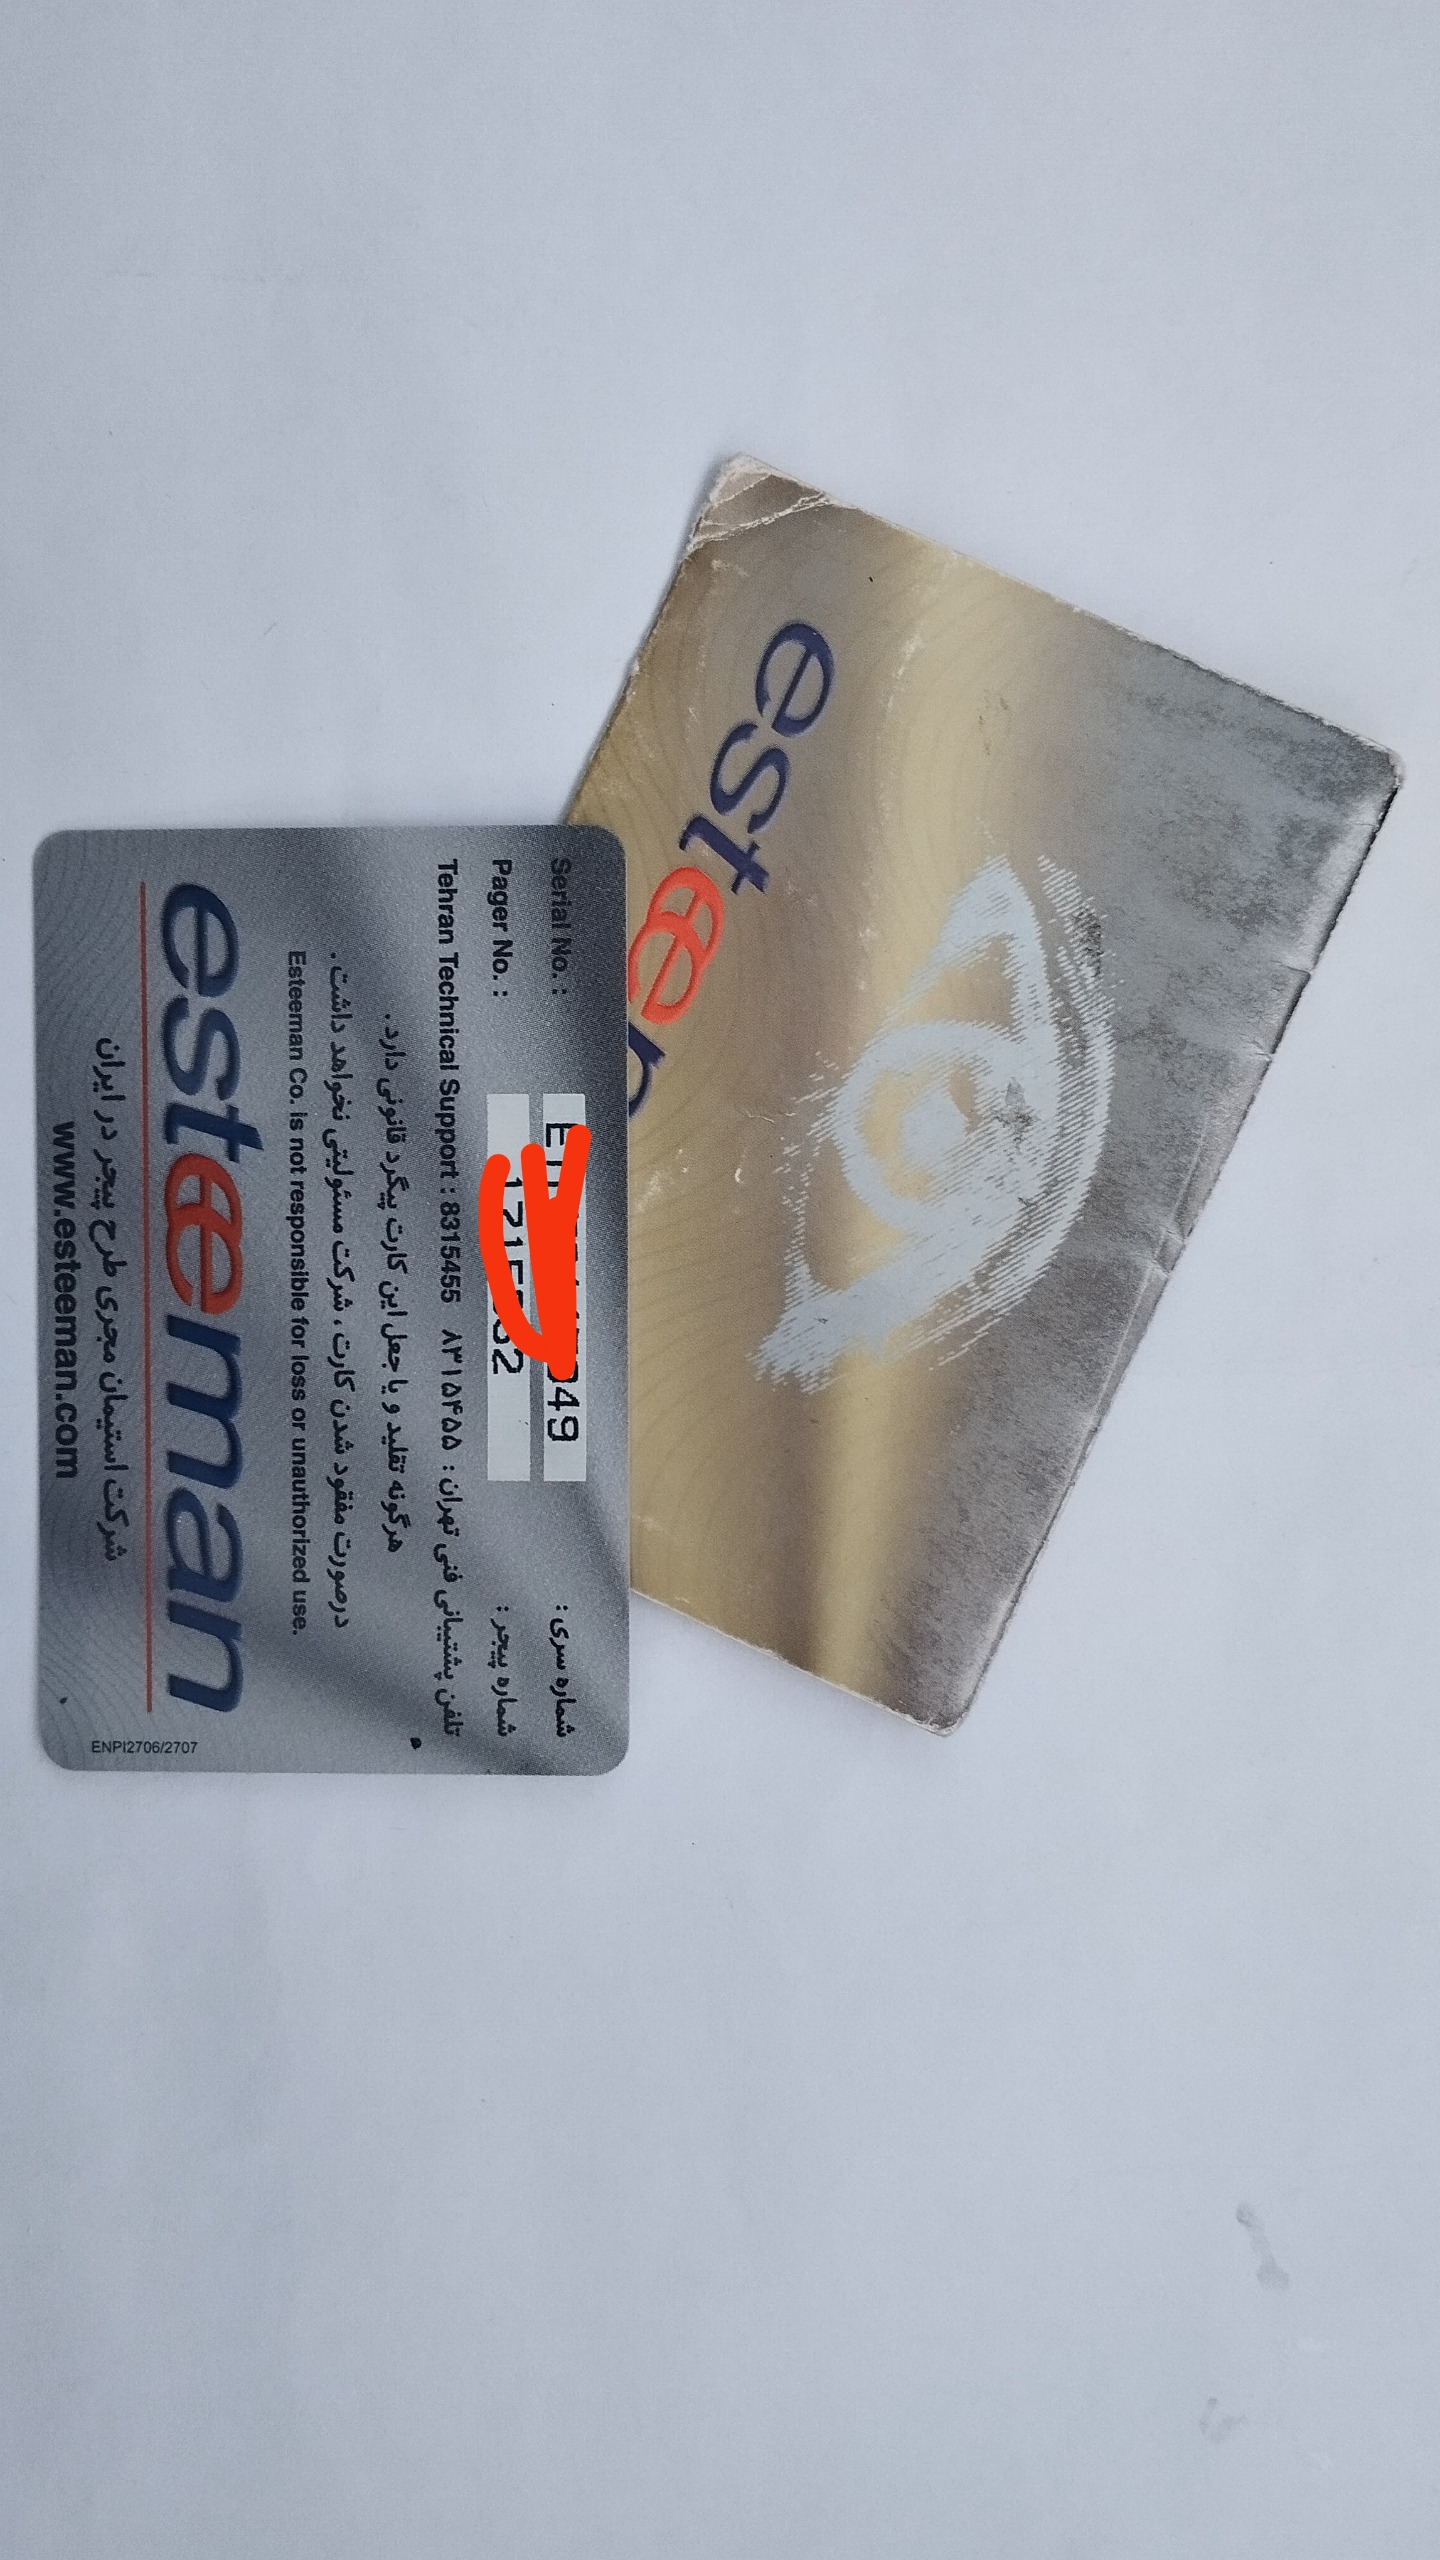 Serial No. : 49 شماره سری :
Pager No. : شماره پیجر :
Tehran Technical Support : 8315455 تلفن پشتیبانی فنی تهران : ۸۳۱۵۴۵۵
هرگونه تقلید و یا جعل این کارت پیگرد قانونی دارد.
درصورت مفقود شدن کارت ، شرکت مسئولیتی نخواهد داشت.
Esteeman Co. is not responsible for loss or unauthorized use.
esteeman
شرکت استیمان مجری طرح پیجر در ایران
www.esteeman.com
ENPI2706/2707
estee